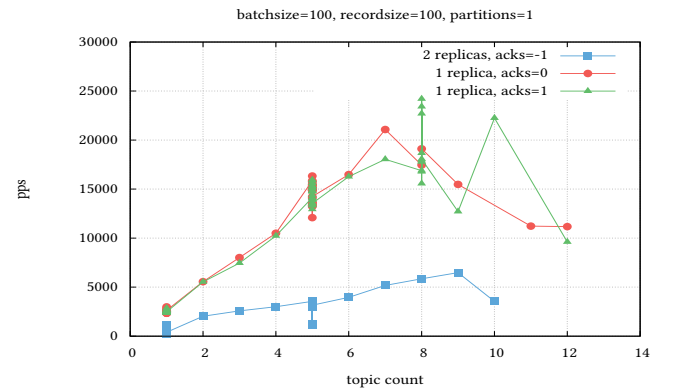 batchsize=100, recordsize=100, partitions=1
30000
25000
20000
15000
10000
5000
0
pps
2 replicas, acks=-1
1 replica, acks=0
1 replica, acks=1
0 2 4 6 8 10 12 14
topic count